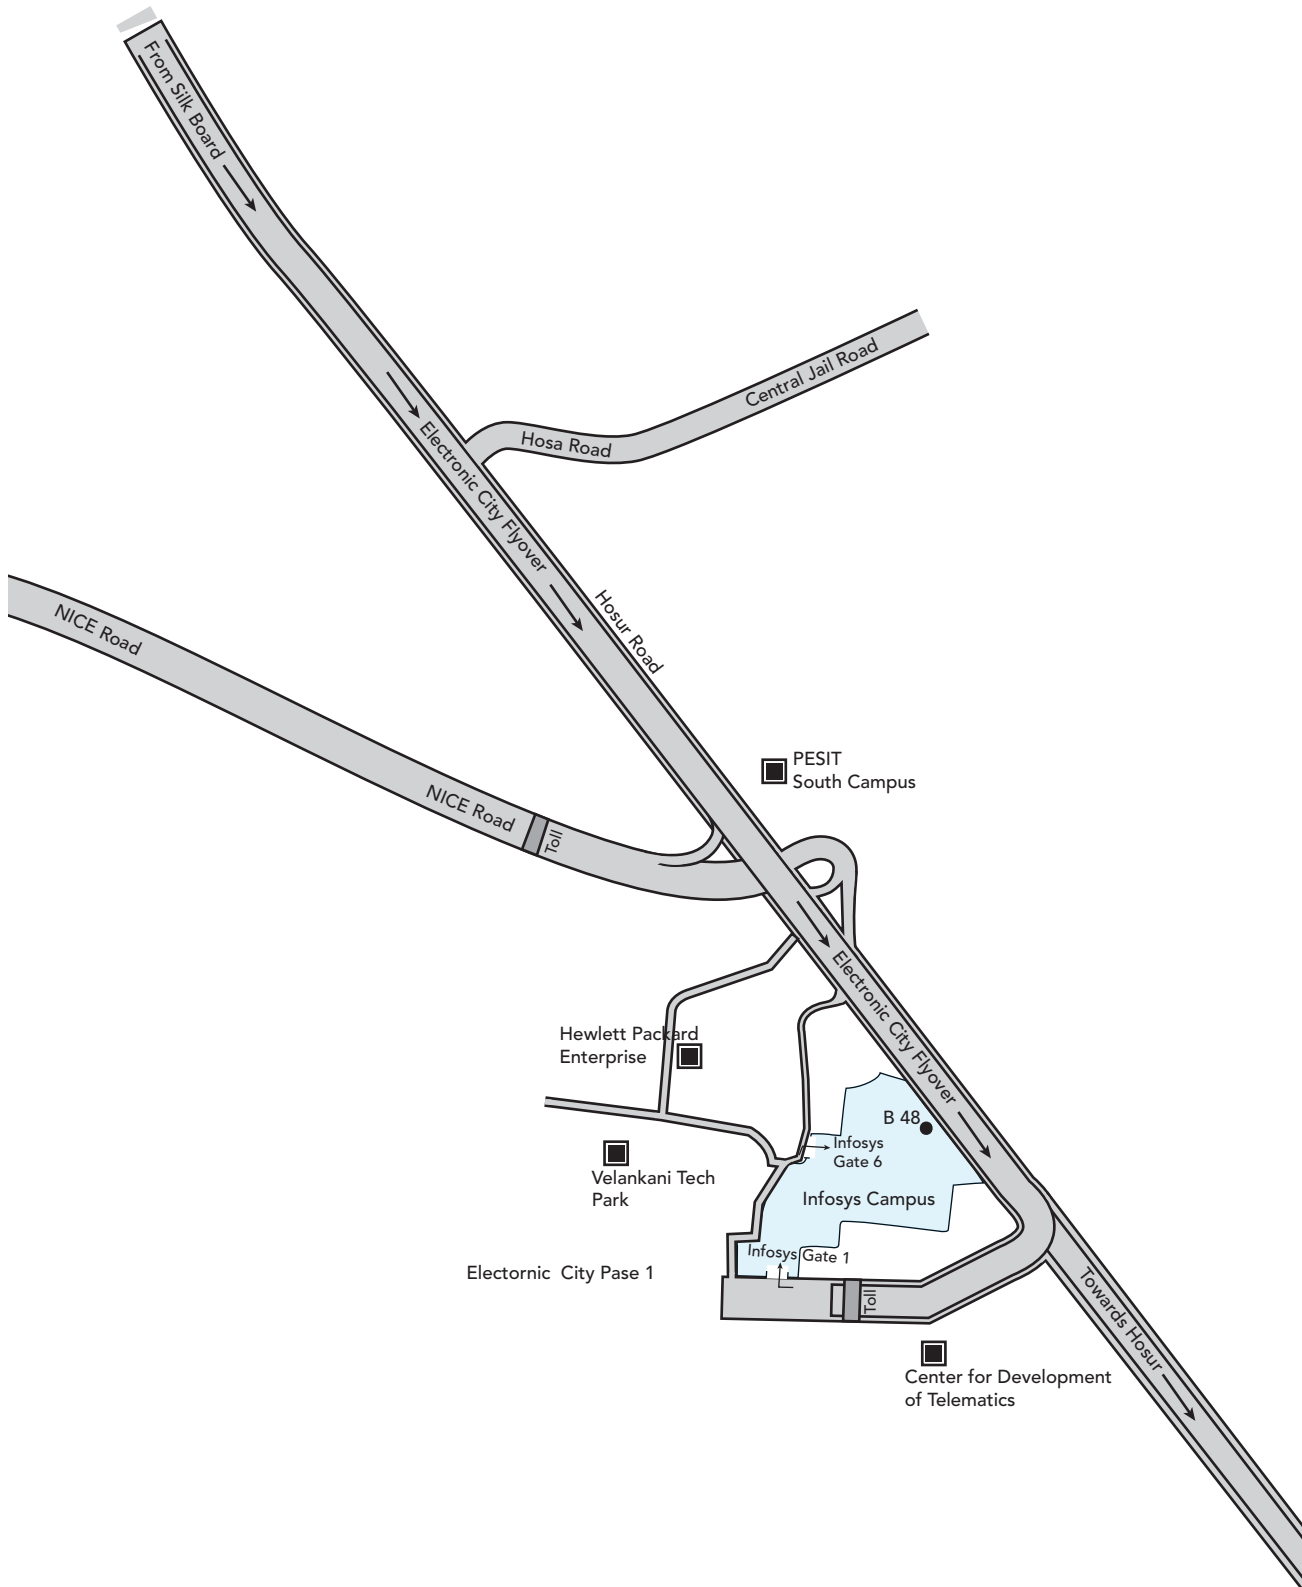 From Silk Board
Central Jail Road
Hosa Road
Electronic City Flyover
Hosur Road
NICE Road
PESIT
South Campus
NICE Road
Toll
Electronic City Flyover
Hewlett Packard
Enterprise
B 48
Infosys
Gate 6
Velankani Tech
Park
Infosys Campus
Infosys Gate 1
Electornic City Pase 1
Toll
Towards Hosur
Center for Development
of Telematics